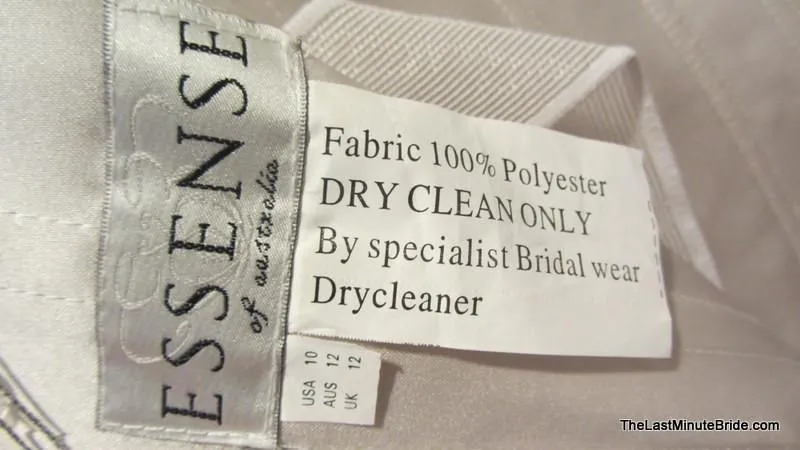 ESSENSE
of australia
Fabric 100% Polyester
DRY CLEAN ONLY
By specialist Bridal wear
Drycleaner
USA 10
AUS 12
UK 12
TheLastMinuteBride.com